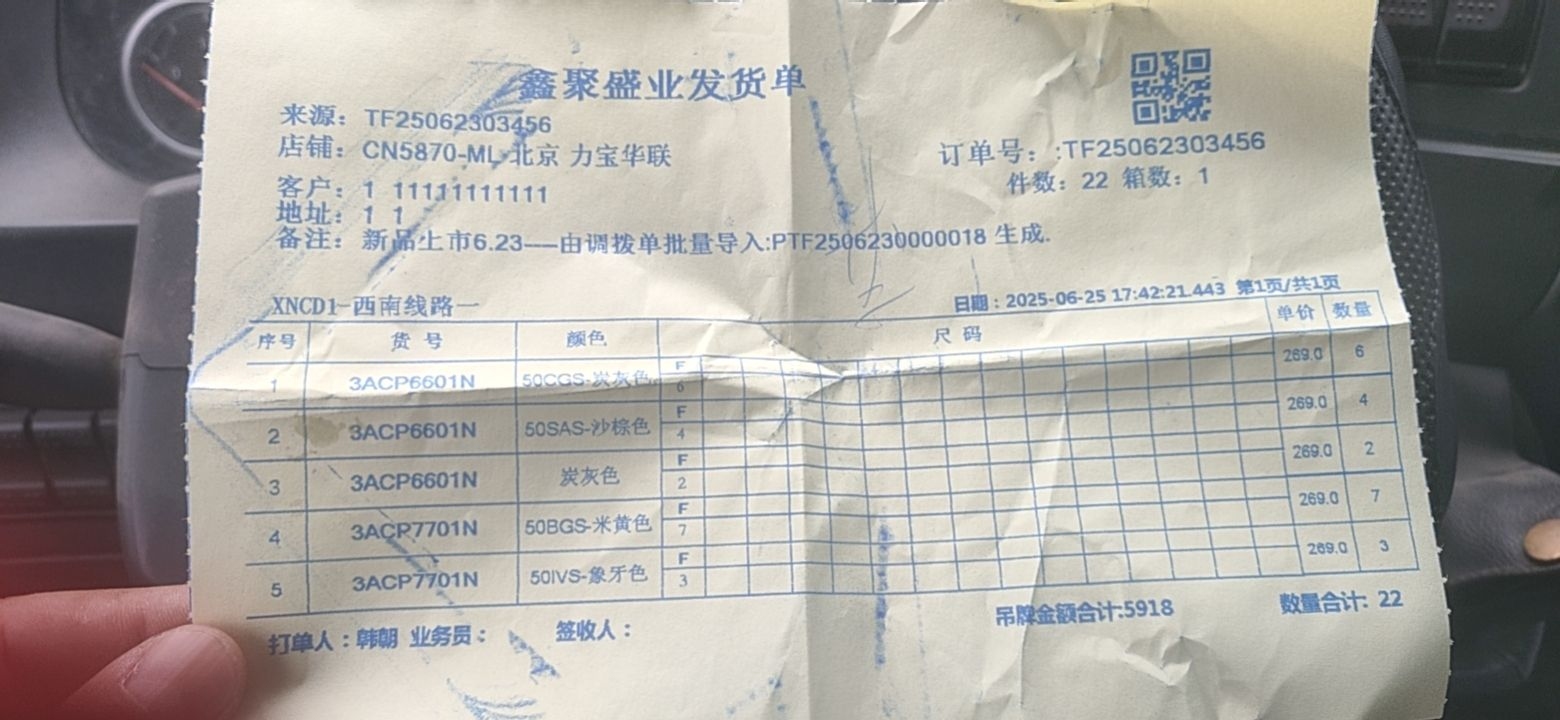 鑫聚盛业发货单
来源：TF25062303456
店铺：CN5870-ML-北京 力宝华联
订单号：:TF25062303456
客户：1 11111111111
件数：22 箱数：1
地址：1 1
备注：新品上市6.23——由调拨单批量导入:PTF2506230000018 生成.
XNCD1-西南线路一
日期：2025-06-25 17:42:21.443 第1页/共1页
序号 货 号 颜色 尺 码 单价 数量
1 3ACP6601N 50CGS-炭灰色 F 6 269.0 6
2 3ACP6601N 50SAS-沙棕色 F 4 269.0 4
3 3ACP6601N 炭灰色 F 2 269.0 2
4 3ACP7701N 50BGS-米黄色 F 7 269.0 7
5 3ACP7701N 50IVS-象牙色 F 3 269.0 3
吊牌金额合计:5918 数量合计: 22
打单人：韩朝 业务员： 签收人：